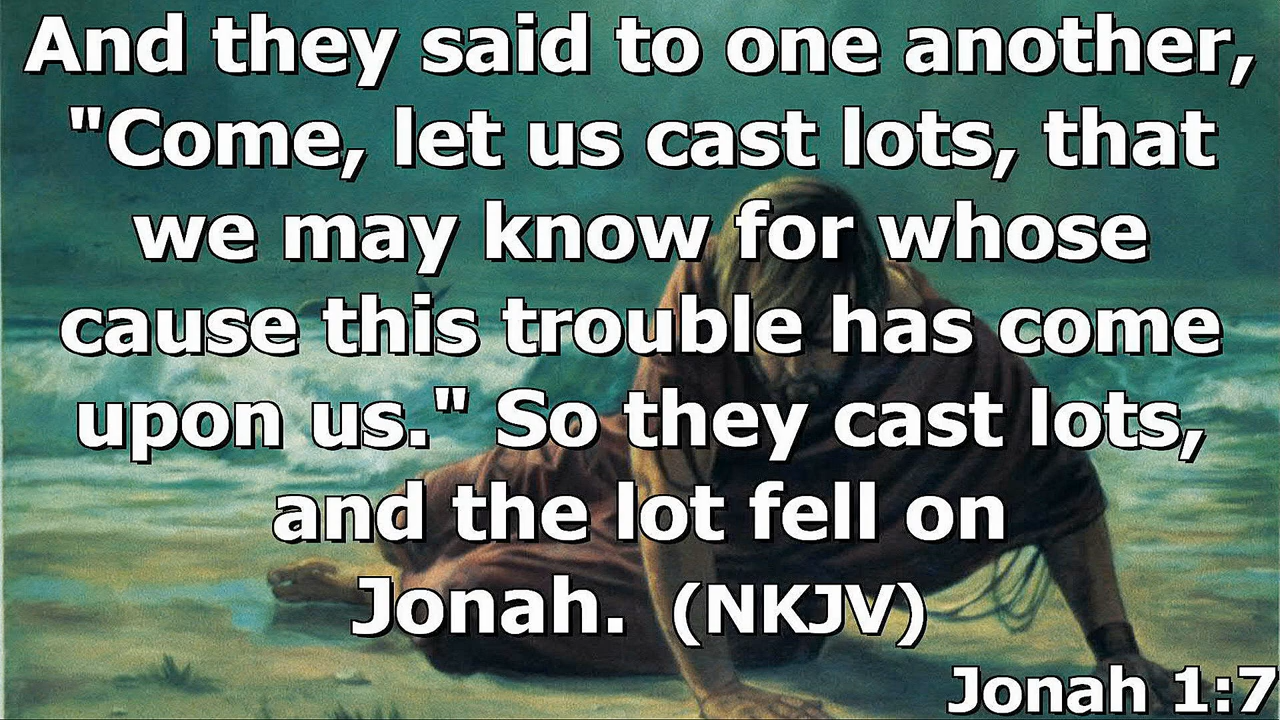 And they said to one another,
"Come, let us cast lots, that
we may know for whose
cause this trouble has come
upon us." So they cast lots,
and the lot fell on
Jonah. (NKJV)
Jonah 1:7